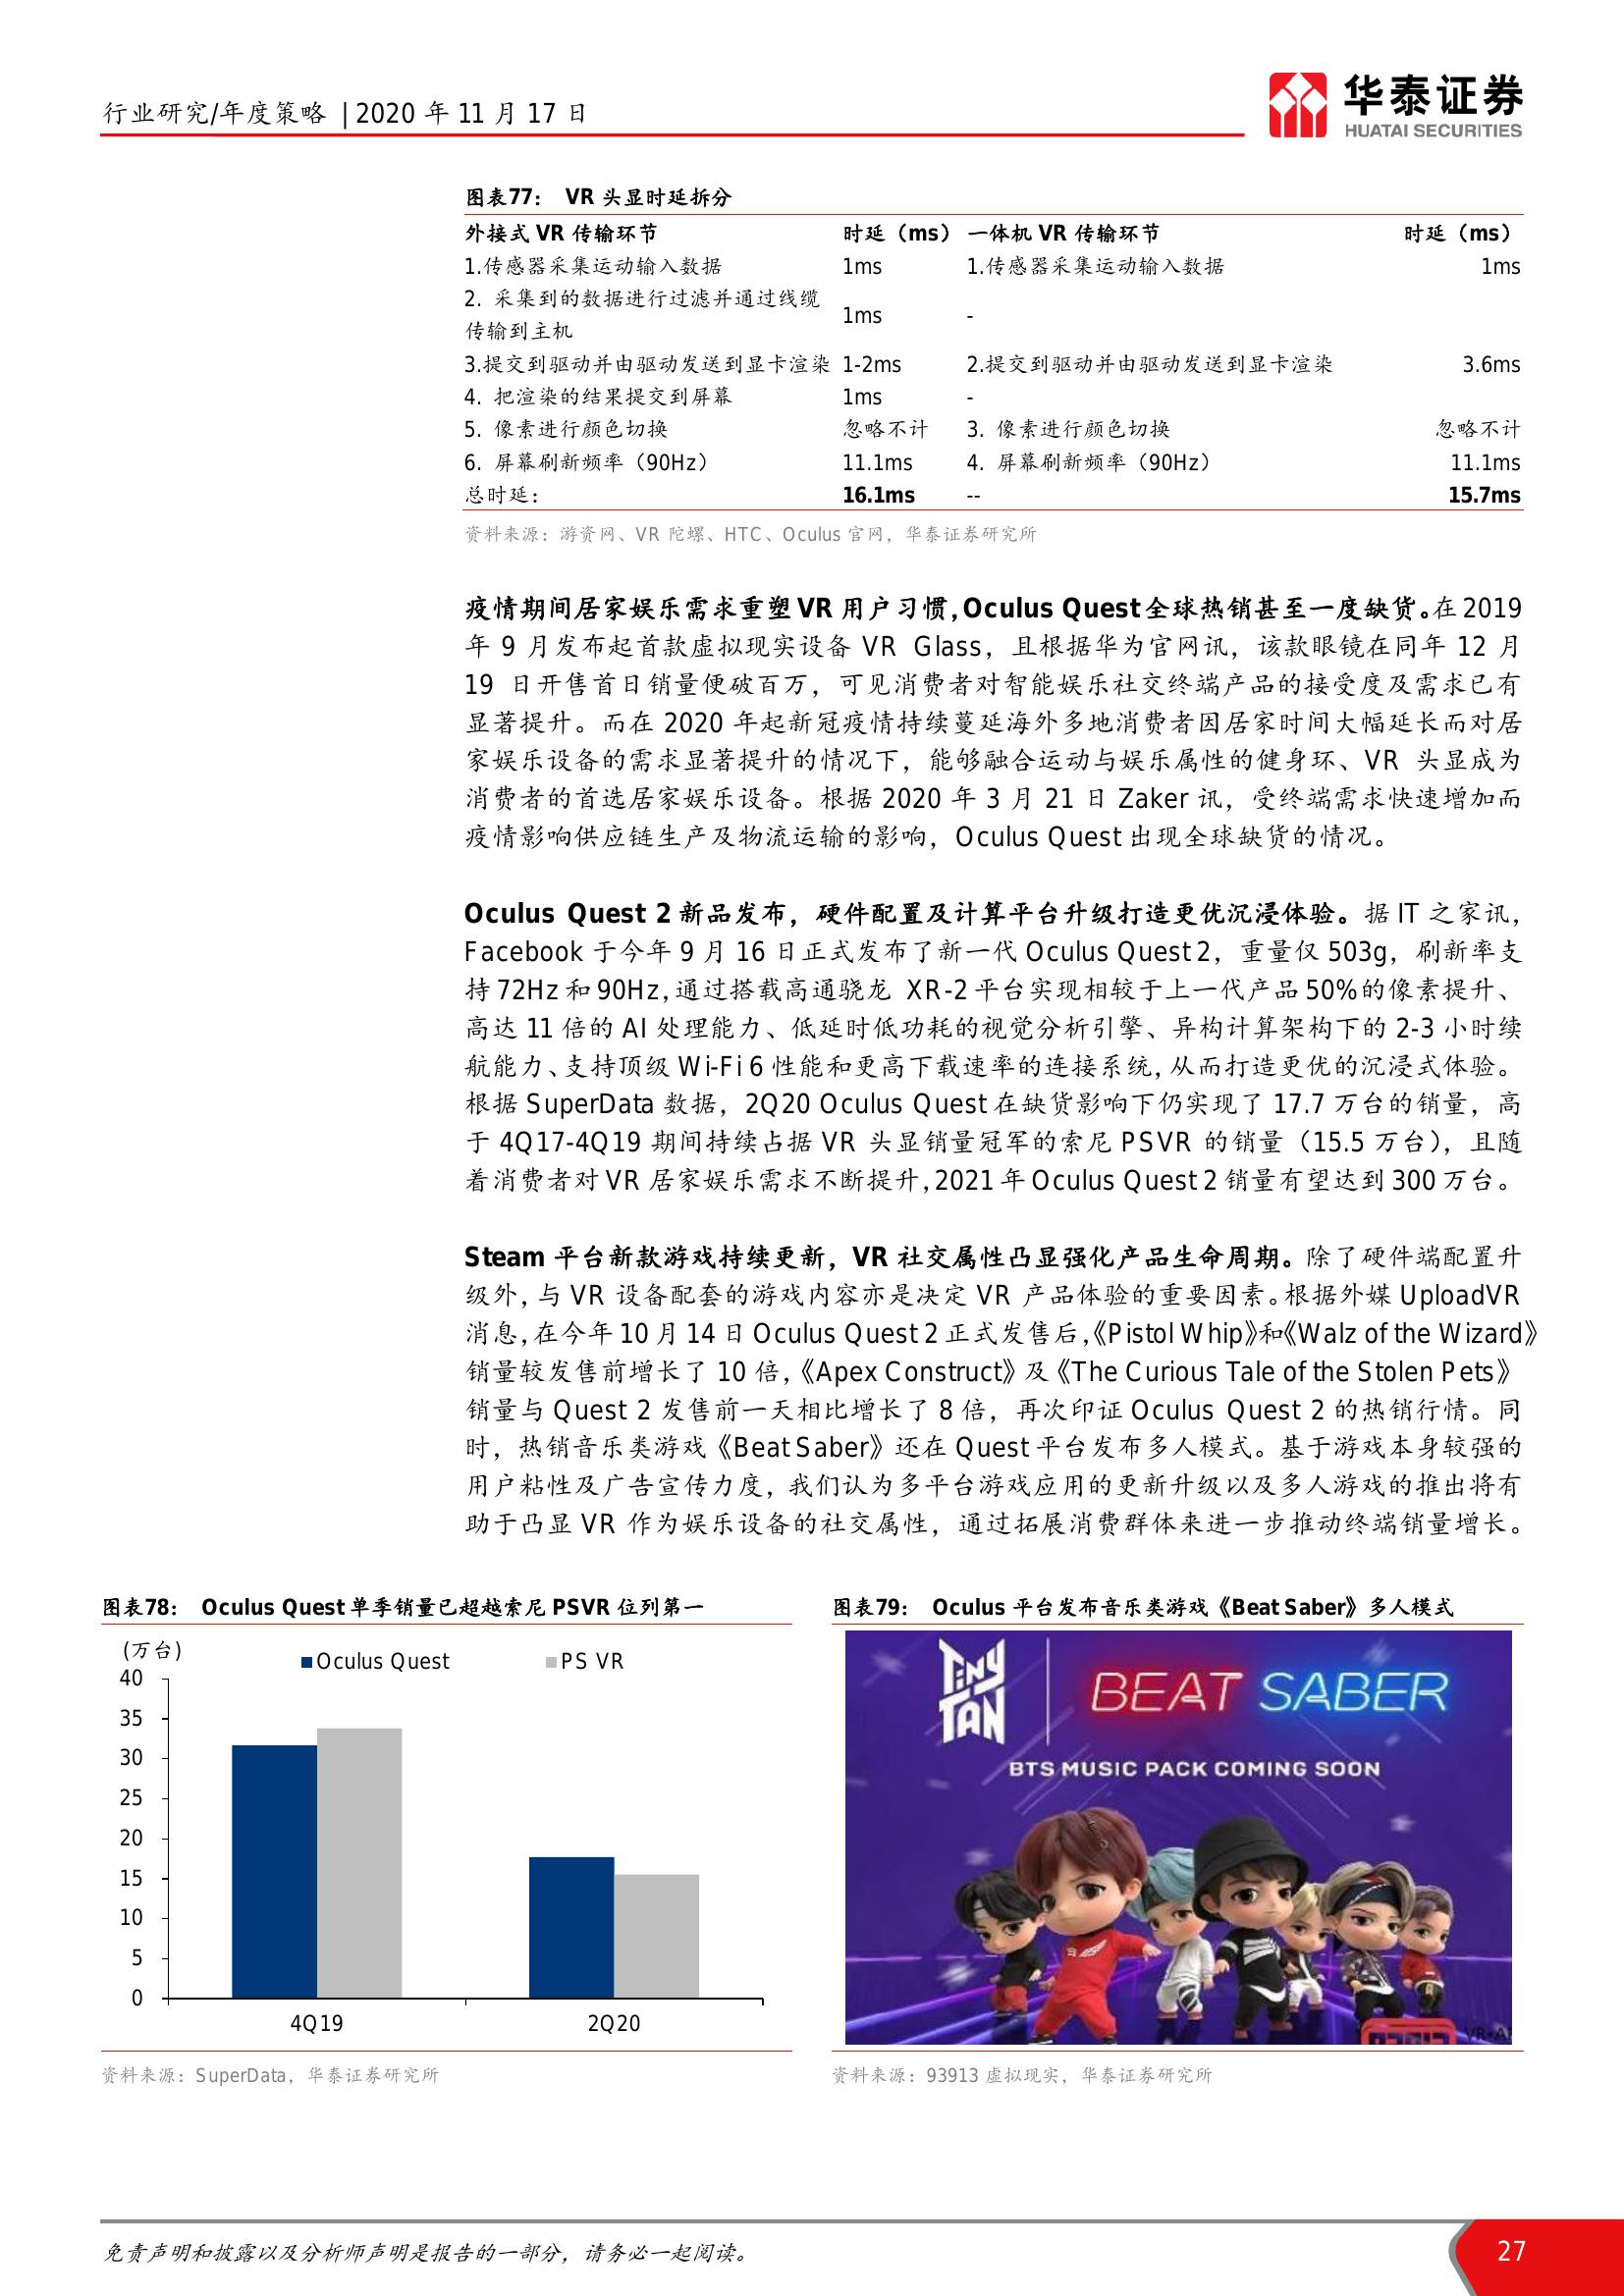 行业研究/年度策略 | 2020 年 11 月 17 日
华泰证券
HUATAI SECURITIES
图表77： VR 头显时延拆分
外接式 VR 传输环节 时延（ms） 一体机 VR 传输环节 时延（ms）
1.传感器采集运动输入数据 1ms 1.传感器采集运动输入数据 1ms
2. 采集到的数据进行过滤并通过线缆
传输到主机 1ms -
3.提交到驱动并由驱动发送到显卡渲染 1-2ms 2.提交到驱动并由驱动发送到显卡渲染 3.6ms
4. 把渲染的结果提交到屏幕 1ms -
5. 像素进行颜色切换 忽略不计 3. 像素进行颜色切换 忽略不计
6. 屏幕刷新频率（90Hz） 11.1ms 4. 屏幕刷新频率（90Hz） 11.1ms
总时延： 16.1ms -- 15.7ms
资料来源：游资网、VR 陀螺、HTC、Oculus 官网，华泰证券研究所
疫情期间居家娱乐需求重塑 VR 用户习惯，Oculus Quest 全球热销甚至一度缺货。在 2019
年 9 月发布起首款虚拟现实设备 VR Glass，且根据华为官网讯，该款眼镜在同年 12 月
19 日开售首日销量便破百万，可见消费者对智能娱乐社交终端产品的接受度及需求已有
显著提升。而在 2020 年起新冠疫情持续蔓延海外多地消费者因居家时间大幅延长而对居
家娱乐设备的需求显著提升的情况下，能够融合运动与娱乐属性的健身环、VR 头显成为
消费者的首选居家娱乐设备。根据 2020 年 3 月 21 日 Zaker 讯，受终端需求快速增加而
疫情影响供应链生产及物流运输的影响，Oculus Quest 出现全球缺货的情况。
Oculus Quest 2 新品发布，硬件配置及计算平台升级打造更优沉浸体验。据 IT 之家讯，
Facebook 于今年 9 月 16 日正式发布了新一代 Oculus Quest 2，重量仅 503g，刷新率支
持 72Hz 和 90Hz，通过搭载高通骁龙 XR-2 平台实现相较于上一代产品 50%的像素提升、
高达 11 倍的 AI 处理能力、低延时低功耗的视觉分析引擎、异构计算架构下的 2-3 小时续
航能力、支持顶级 Wi-Fi 6 性能和更高下载速率的连接系统，从而打造更优的沉浸式体验。
根据 SuperData 数据，2Q20 Oculus Quest 在缺货影响下仍实现了 17.7 万台的销量，高
于 4Q17-4Q19 期间持续占据 VR 头显销量冠军的索尼 PSVR 的销量（15.5 万台），且随
着消费者对 VR 居家娱乐需求不断提升，2021 年 Oculus Quest 2 销量有望达到 300 万台。
Steam 平台新款游戏持续更新，VR 社交属性凸显强化产品生命周期。除了硬件端配置升
级外，与 VR 设备配套的游戏内容亦是决定 VR 产品体验的重要因素。根据外媒 UploadVR
消息，在今年 10 月 14 日 Oculus Quest 2 正式发售后，《Pistol Whip》和《Walz of the Wizard》
销量较发售前增长了 10 倍，《Apex Construct》及《The Curious Tale of the Stolen Pets》
销量与 Quest 2 发售前一天相比增长了 8 倍，再次印证 Oculus Quest 2 的热销行情。同
时，热销音乐类游戏《Beat Saber》还在 Quest 平台发布多人模式。基于游戏本身较强的
用户粘性及广告宣传力度，我们认为多平台游戏应用的更新升级以及多人游戏的推出将有
助于凸显 VR 作为娱乐设备的社交属性，通过拓展消费群体来进一步推动终端销量增长。
图表78： Oculus Quest 单季销量已超越索尼 PSVR 位列第一
(万台)
Oculus Quest PS VR
40
35
30
25
20
15
10
5
0
4Q19 2Q20
资料来源：SuperData，华泰证券研究所
图表79： Oculus 平台发布音乐类游戏《Beat Saber》多人模式
TiNY
TAN
BEAT SABER
BTS MUSIC PACK COMING SOON
资料来源：93913 虚拟现实，华泰证券研究所
免责声明和披露以及分析师声明是报告的一部分，请务必一起阅读。
27